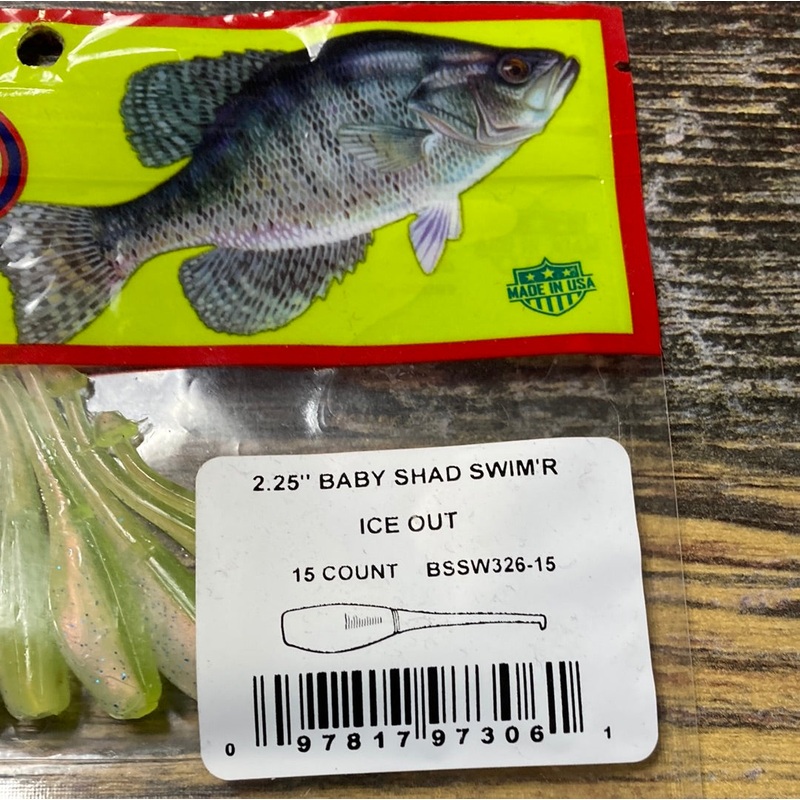 MADE IN USA
2.25" BABY SHAD SWIM'R
ICE OUT
15 COUNT BSSW326-15
0 97817 97306 1